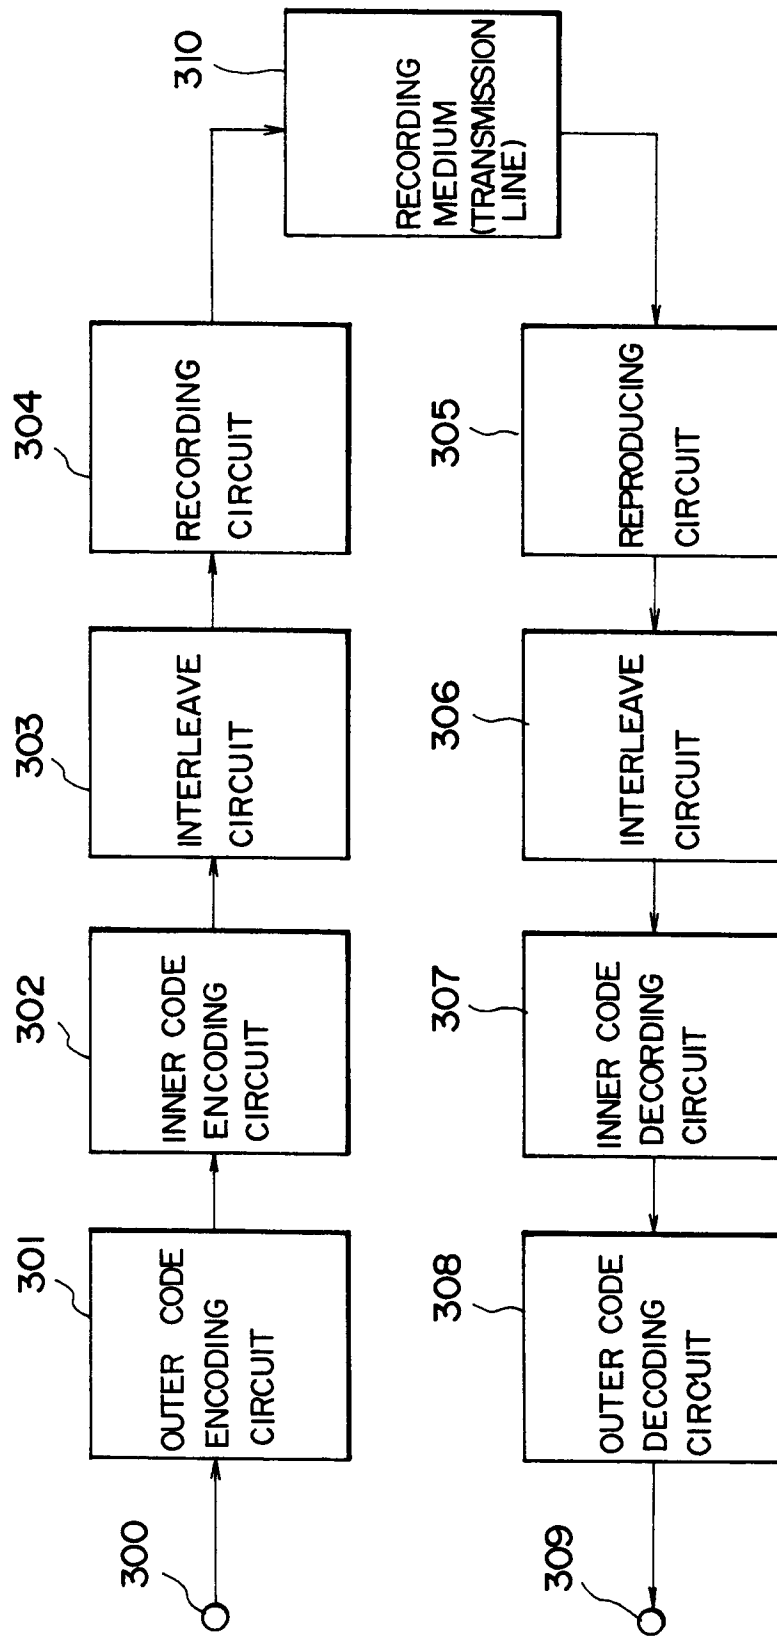 300
301
OUTER CODE
ENCODING
CIRCUIT
302
INNER CODE
ENCODING
CIRCUIT
303
INTERLEAVE
CIRCUIT
304
RECORDING
CIRCUIT
310
RECORDING
MEDIUM
(TRANSMISSION
LINE)
305
REPRODUCING
CIRCUIT
306
INTERLEAVE
CIRCUIT
307
INNER CODE
DECORDING
CIRCUIT
308
OUTER CODE
DECODING
CIRCUIT
309